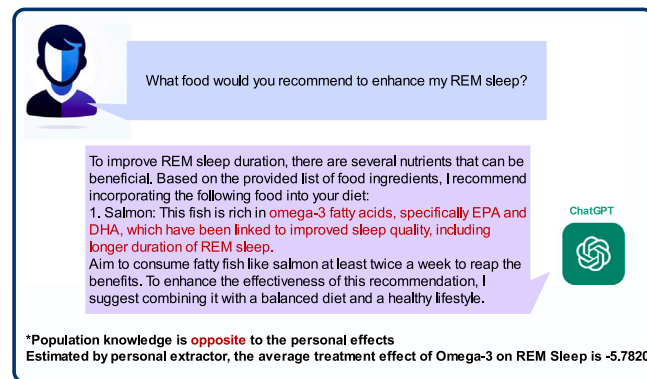 What food would you recommend to enhance my REM sleep?
To improve REM sleep duration, there are several nutrients that can be
beneficial. Based on the provided list of food ingredients, I recommend
incorporating the following food into your diet:
1. Salmon: This fish is rich in omega-3 fatty acids, specifically EPA and
DHA, which have been linked to improved sleep quality, including
longer duration of REM sleep.
Aim to consume fatty fish like salmon at least twice a week to reap the
benefits. To enhance the effectiveness of this recommendation, I
suggest combining it with a balanced diet and a healthy lifestyle.
ChatGPT
*Population knowledge is opposite to the personal effects
Estimated by personal extractor, the average treatment effect of Omega-3 on REM Sleep is -5.7820